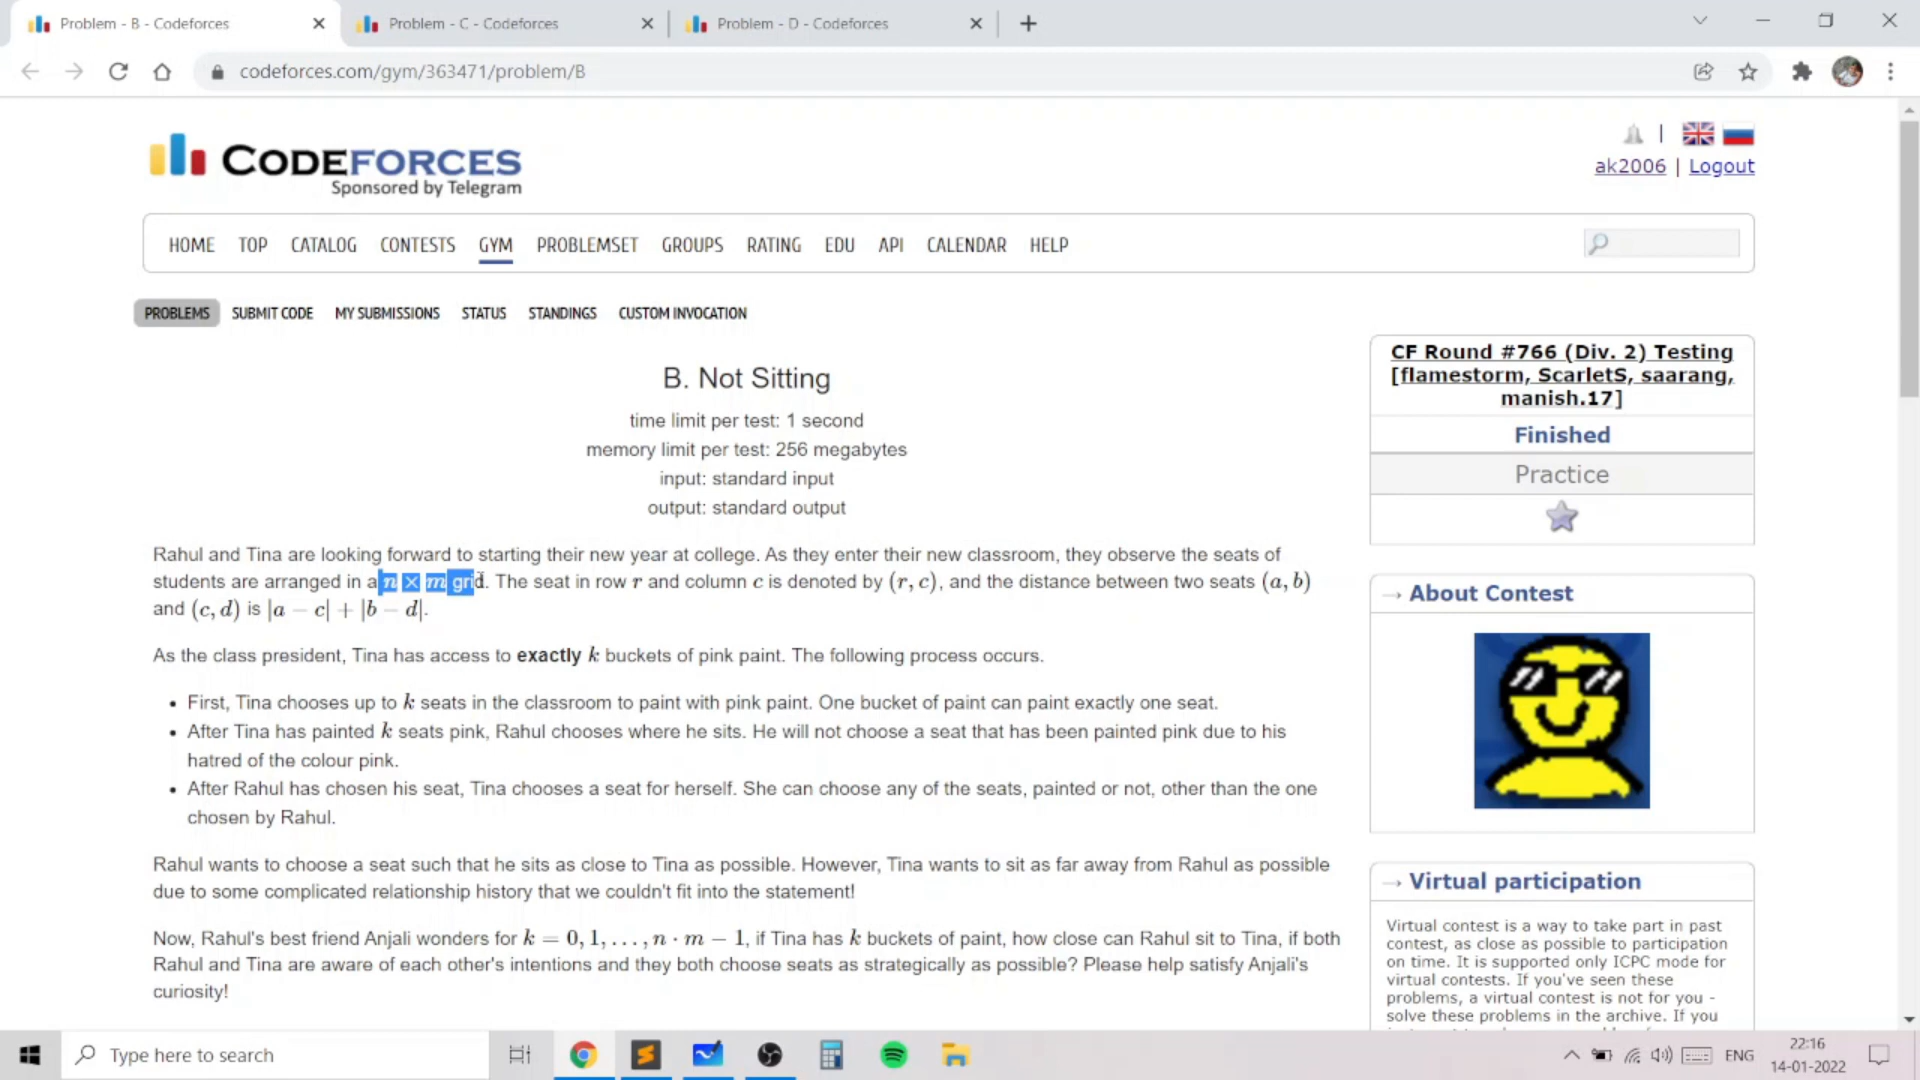 Problem - B - Codeforces
Problem - C - Codeforces
Problem - D - Codeforces
codeforces.com/gym/363471/problem/B
CODEFORCES
Sponsored by Telegram
ak2006 | Logout
HOME TOP CATALOG CONTESTS GYM PROBLEMSET GROUPS RATING EDU API CALENDAR HELP
PROBLEMS SUBMIT CODE MY SUBMISSIONS STATUS STANDINGS CUSTOM INVOCATION
B. Not Sitting
time limit per test: 1 second
memory limit per test: 256 megabytes
input: standard input
output: standard output
Rahul and Tina are looking forward to starting their new year at college. As they enter their new classroom, they observe the seats of
students are arranged in a n × m grid. The seat in row r and column c is denoted by (r, c), and the distance between two seats (a, b)
and (c, d) is |a − c| + |b − d|.
As the class president, Tina has access to exactly k buckets of pink paint. The following process occurs.
• First, Tina chooses up to k seats in the classroom to paint with pink paint. One bucket of paint can paint exactly one seat.
• After Tina has painted k seats pink, Rahul chooses where he sits. He will not choose a seat that has been painted pink due to his
hatred of the colour pink.
• After Rahul has chosen his seat, Tina chooses a seat for herself. She can choose any of the seats, painted or not, other than the one
chosen by Rahul.
Rahul wants to choose a seat such that he sits as close to Tina as possible. However, Tina wants to sit as far away from Rahul as possible
due to some complicated relationship history that we couldn't fit into the statement!
Now, Rahul's best friend Anjali wonders for k = 0, 1, . . . , n · m − 1, if Tina has k buckets of paint, how close can Rahul sit to Tina, if both
Rahul and Tina are aware of each other's intentions and they both choose seats as strategically as possible? Please help satisfy Anjali's
curiosity!
CF Round #766 (Div. 2) Testing
[flamestorm, ScarletS, saarang,
manish.17]
Finished
Practice
→ About Contest
→ Virtual participation
Virtual contest is a way to take part in past
contest, as close as possible to participation
on time. It is supported only ICPC mode for
virtual contests. If you've seen these
problems, a virtual contest is not for you -
solve these problems in the archive. If you
Type here to search
ENG
22:16
14-01-2022